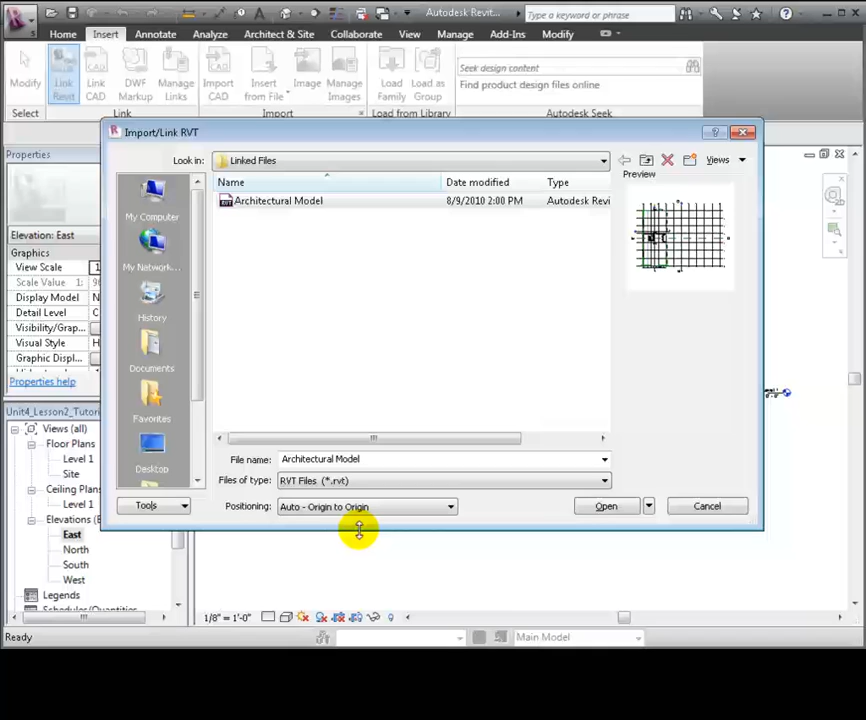 Autodesk Revit...
Type a keyword or phrase
Home Insert Annotate Analyze Architect & Site Collaborate View Manage Add-Ins Modify
Modify Link Revit Link CAD DWF Markup Manage Links Import CAD Insert from File Image Manage Images Load Family Load as Group
Seek design content
Find product design files online
Select Link Import Load from Library Autodesk Seek
Import/Link RVT
Properties
Look in: Linked Files Views
Name Date modified Type Preview
Architectural Model 8/9/2010 2:00 PM Autodesk Revi
My Computer
Elevation: East
Graphics
My Network...
View Scale 1
Scale Value 1: 9
Display Model N
History
Detail Level C
Visibility/Grap...
Visual Style H
Graphic Displ...
Documents
Properties help
Favorites
Unit4_Lesson2_Tutori
Views (all)
Floor Plans
Level 1
Site
Ceiling Plans
Level 1
Elevations (B
East
North
South
West
Legends
Schedules/Quantities
Desktop
File name: Architectural Model
Files of type: RVT Files (*.rvt)
Tools Positioning: Auto - Origin to Origin Open Cancel
1/8" = 1'-0"
Ready Main Model